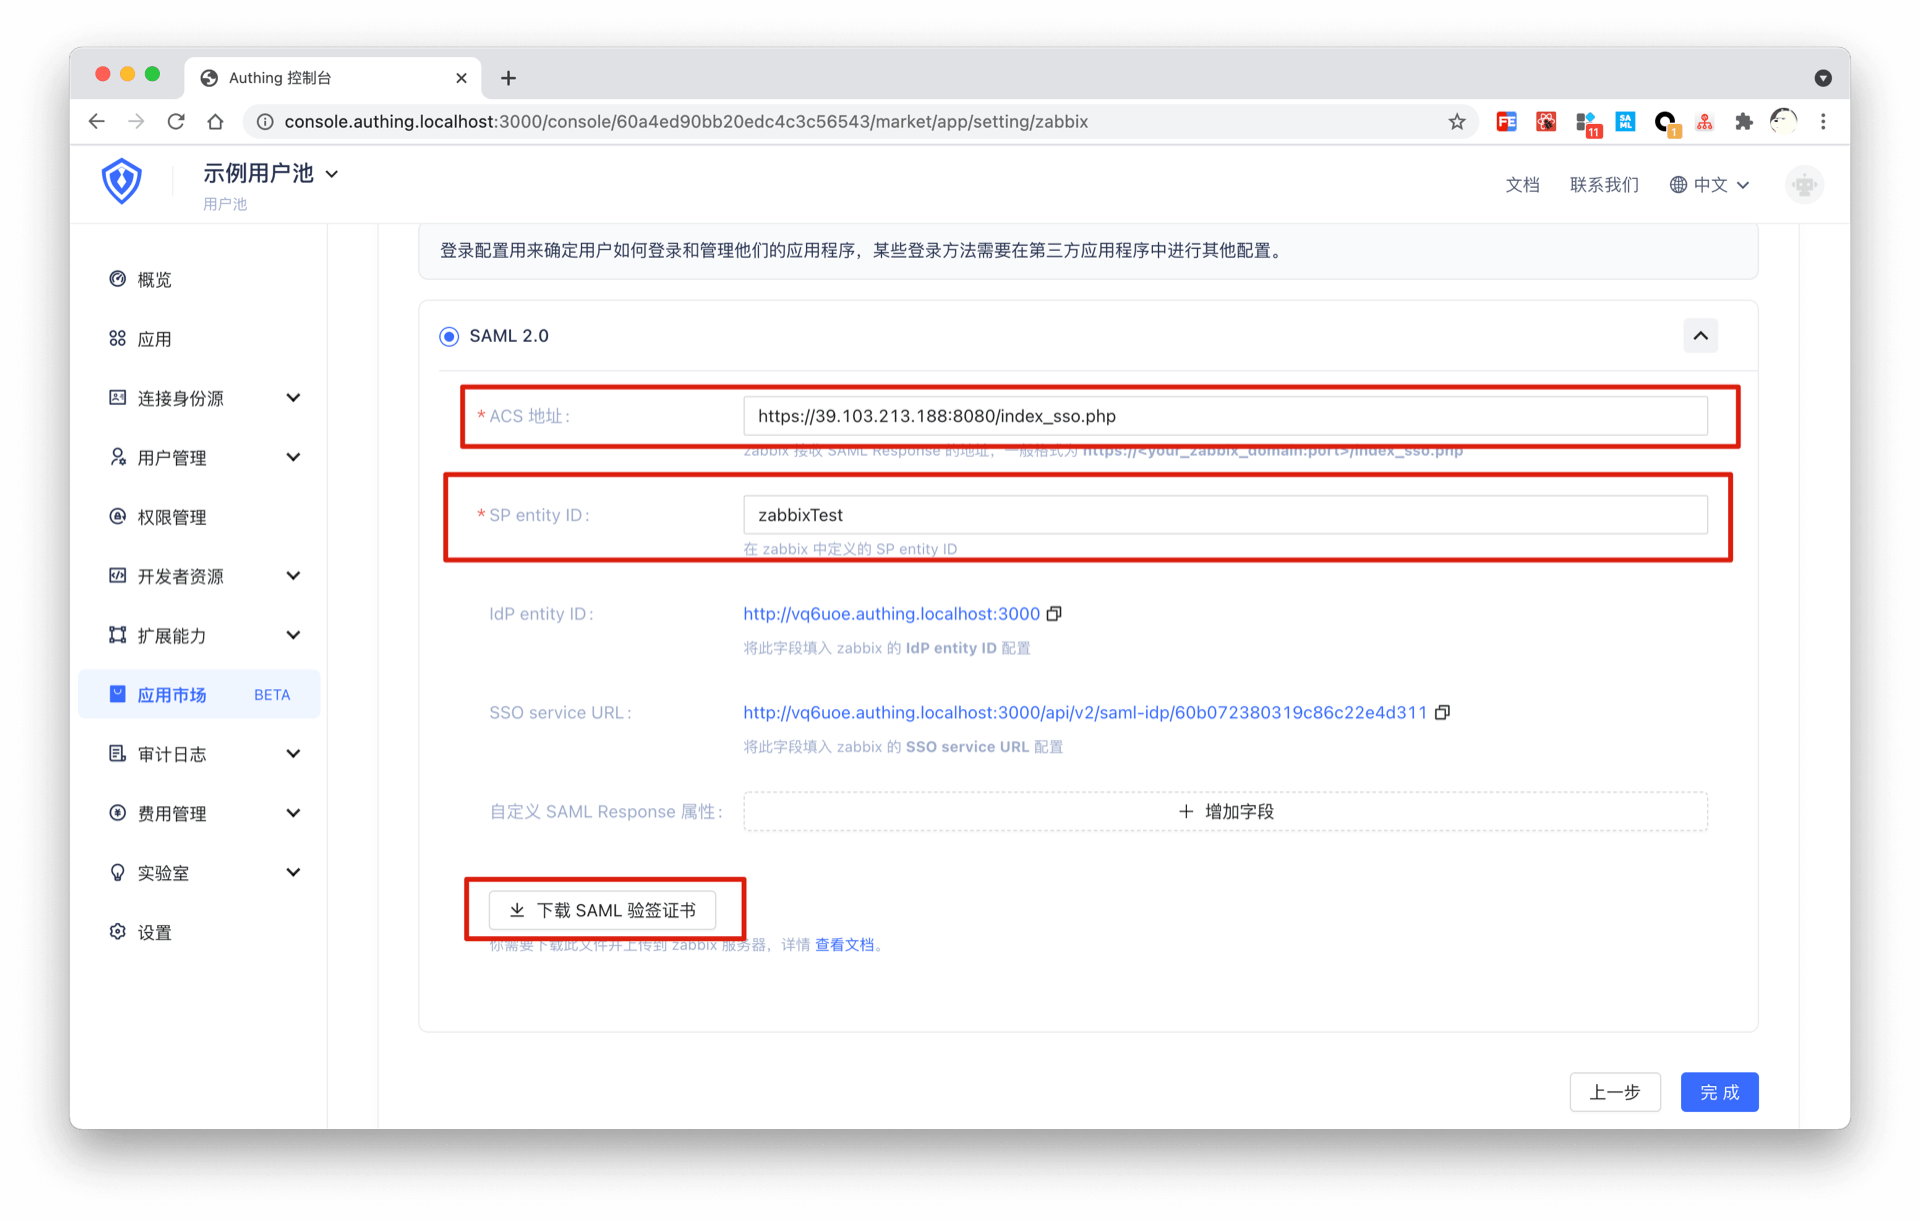 Authing 控制台
console.authing.localhost:3000/console/60a4ed90bb20edc4c3c56543/market/app/setting/zabbix
FE
11
SA
ML
1
示例用户池
用户池
文档
联系我们
中文
概览
应用
连接身份源
用户管理
权限管理
开发者资源
扩展能力
应用市场 BETA
审计日志
费用管理
实验室
设置
登录配置用来确定用户如何登录和管理他们的应用程序，某些登录方法需要在第三方应用程序中进行其他配置。
SAML 2.0
* ACS 地址: https://39.103.213.188:8080/index_sso.php
zabbix 接收 SAML Response 的地址，一般格式为 https://<your_zabbix_domain:port>/index_sso.php
* SP entity ID: zabbixTest
在 zabbix 中定义的 SP entity ID
IdP entity ID: http://vq6uoe.authing.localhost:3000
将此字段填入 zabbix 的 IdP entity ID 配置
SSO service URL: http://vq6uoe.authing.localhost:3000/api/v2/saml-idp/60b072380319c86c22e4d311
将此字段填入 zabbix 的 SSO service URL 配置
自定义 SAML Response 属性: + 增加字段
下载 SAML 验签证书
你需要下载此文件并上传到 zabbix 服务器，详情 查看文档。
上一步
完成